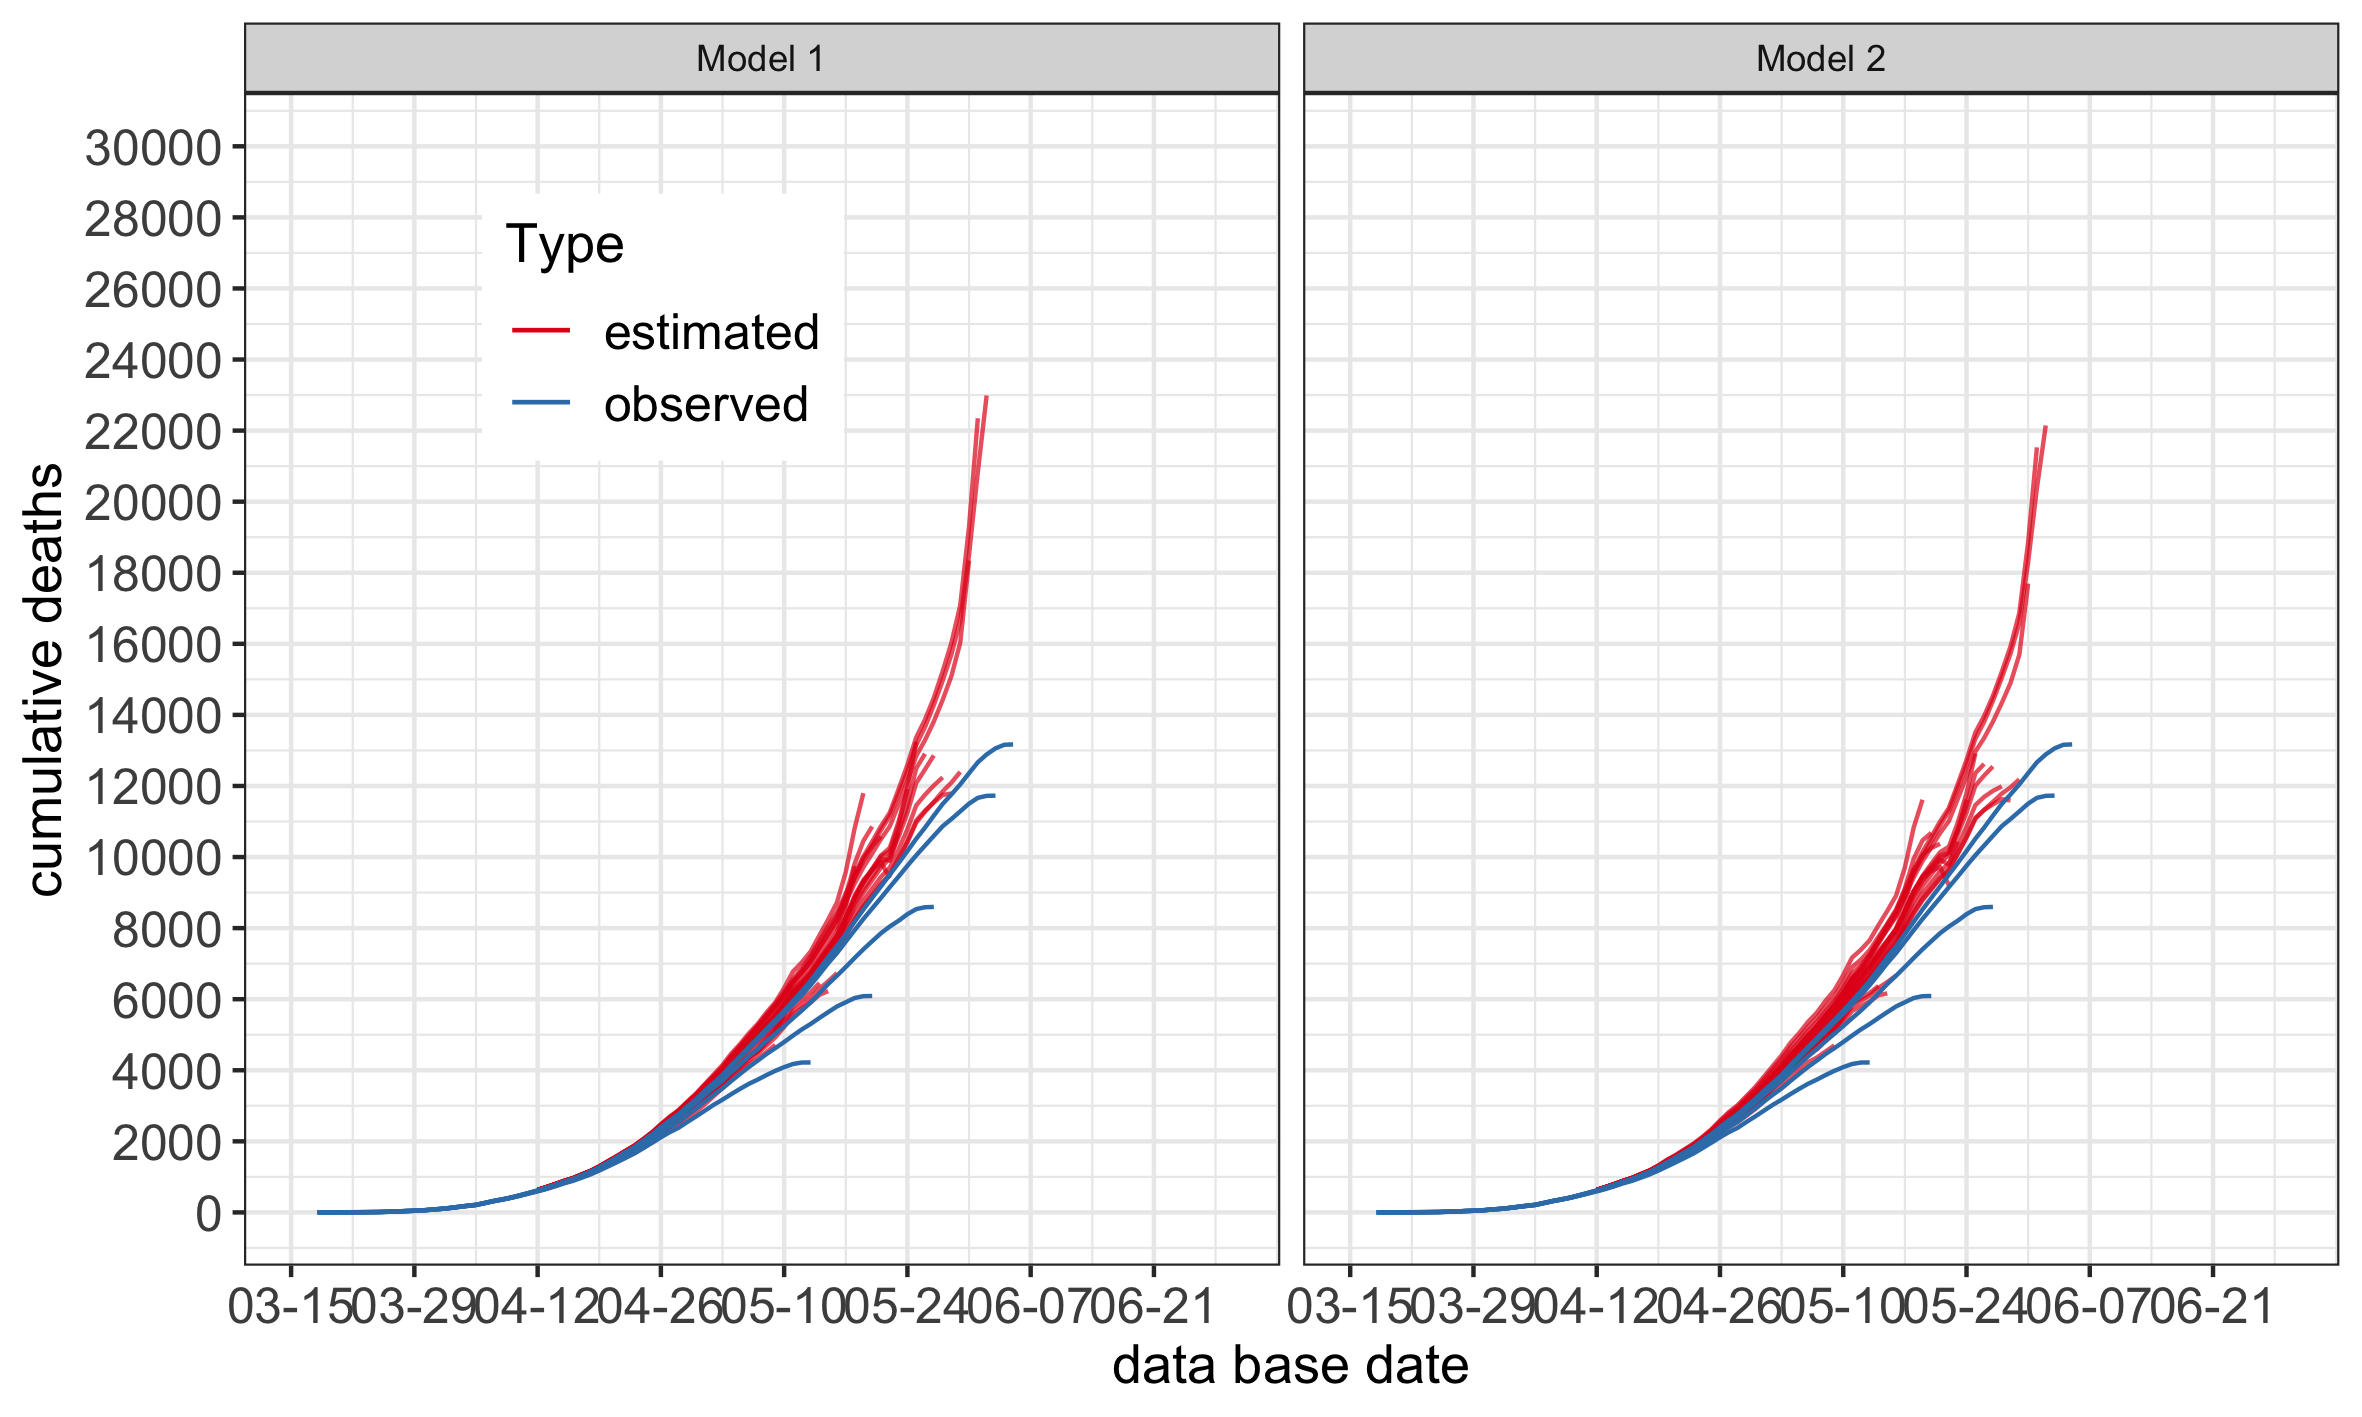 Model 1
Model 2
30000
28000
26000
24000
22000
20000
18000
16000
14000
12000
10000
8000
6000
4000
2000
0
cumulative deaths
Type
estimated
observed
03-15 03-29 04-12 04-26 05-10 05-24 06-07 06-21
03-15 03-29 04-12 04-26 05-10 05-24 06-07 06-21
data base date